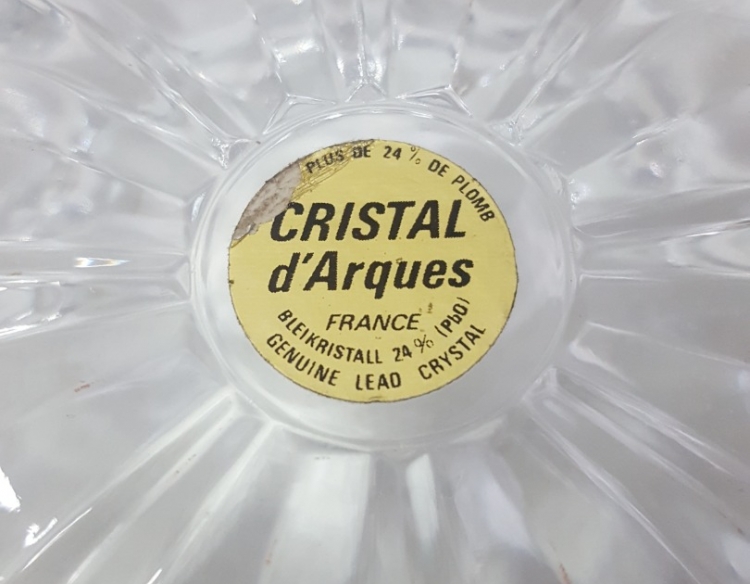 PLUS DE 24 % DE PLOMB
CRISTAL
d'Arques
FRANCE
BLEIKRISTALL 24 % (PbO)
GENUINE LEAD CRYSTAL